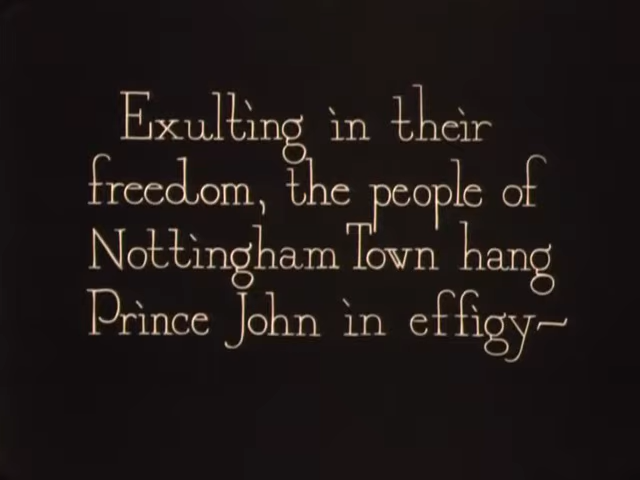 Exulting in their
freedom, the people of
Nottingham Town hang
Prince John in effigy~